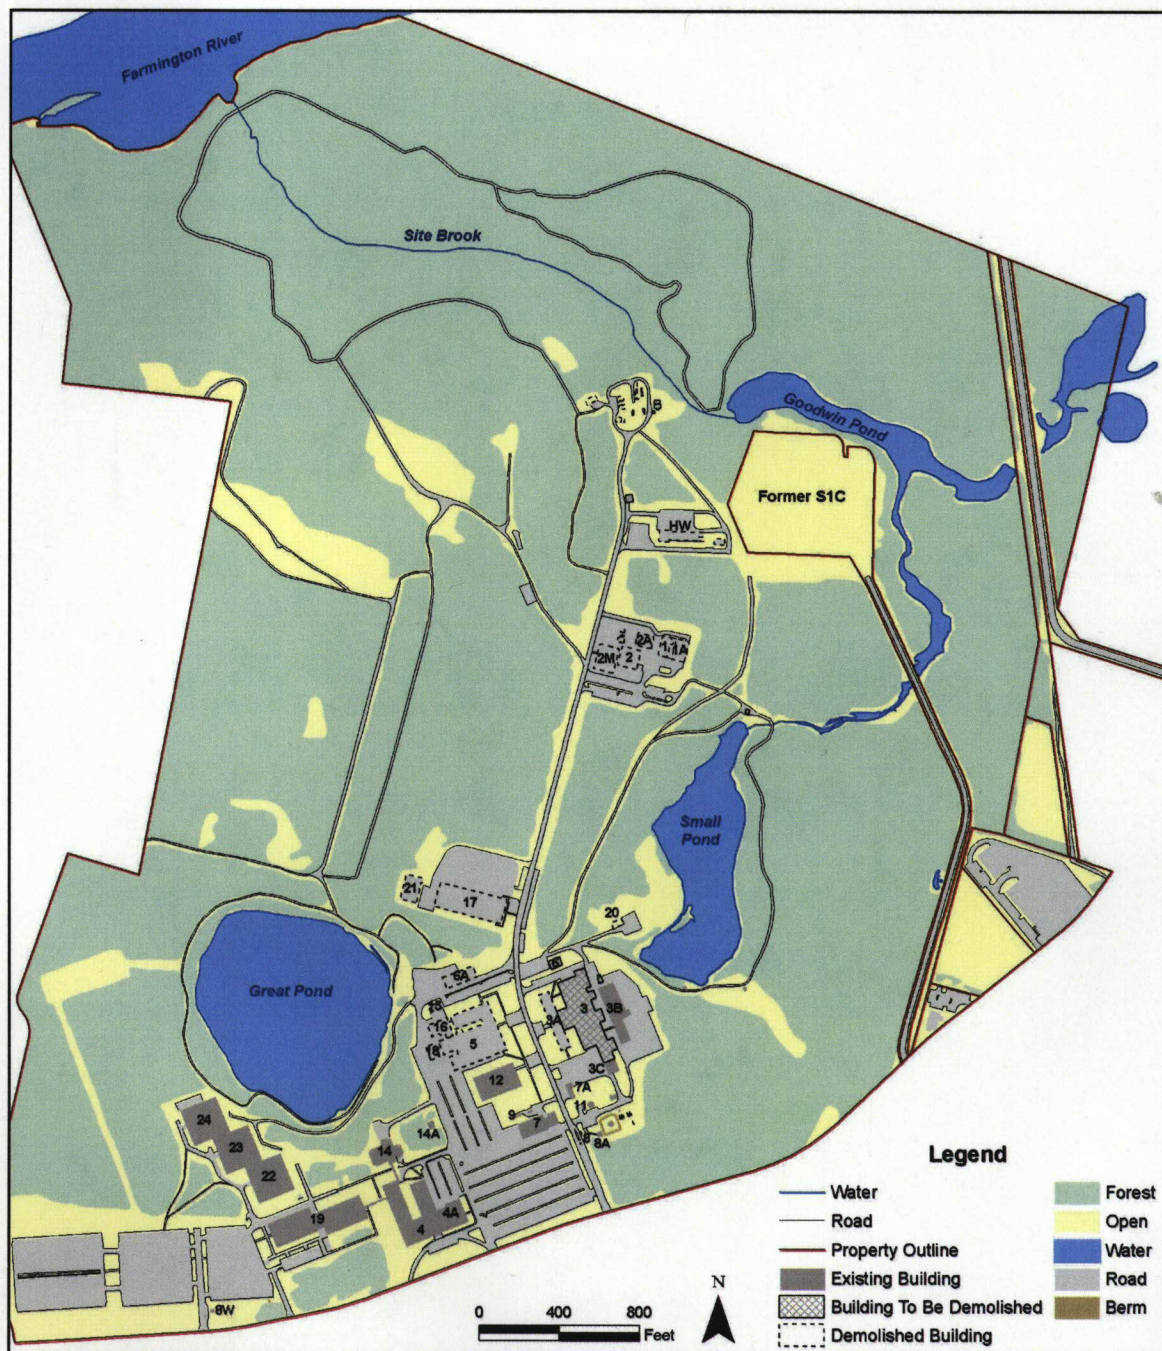 Farmington River
Site Brook
Goodwin Pond
B
Former S1C
HW
2A
1A
2M
2
Small
Pond
21
17
20
6A
6
3
3B
3A
16
5
3C
12
7A
11
9
7
8
8A
24
14A
23
14
22
4A
19
4
8W
Great Pond
Legend
Water
Road
Property Outline
Existing Building
Building To Be Demolished
Demolished Building
Forest
Open
Water
Road
Berm
N
0 400 800
Feet